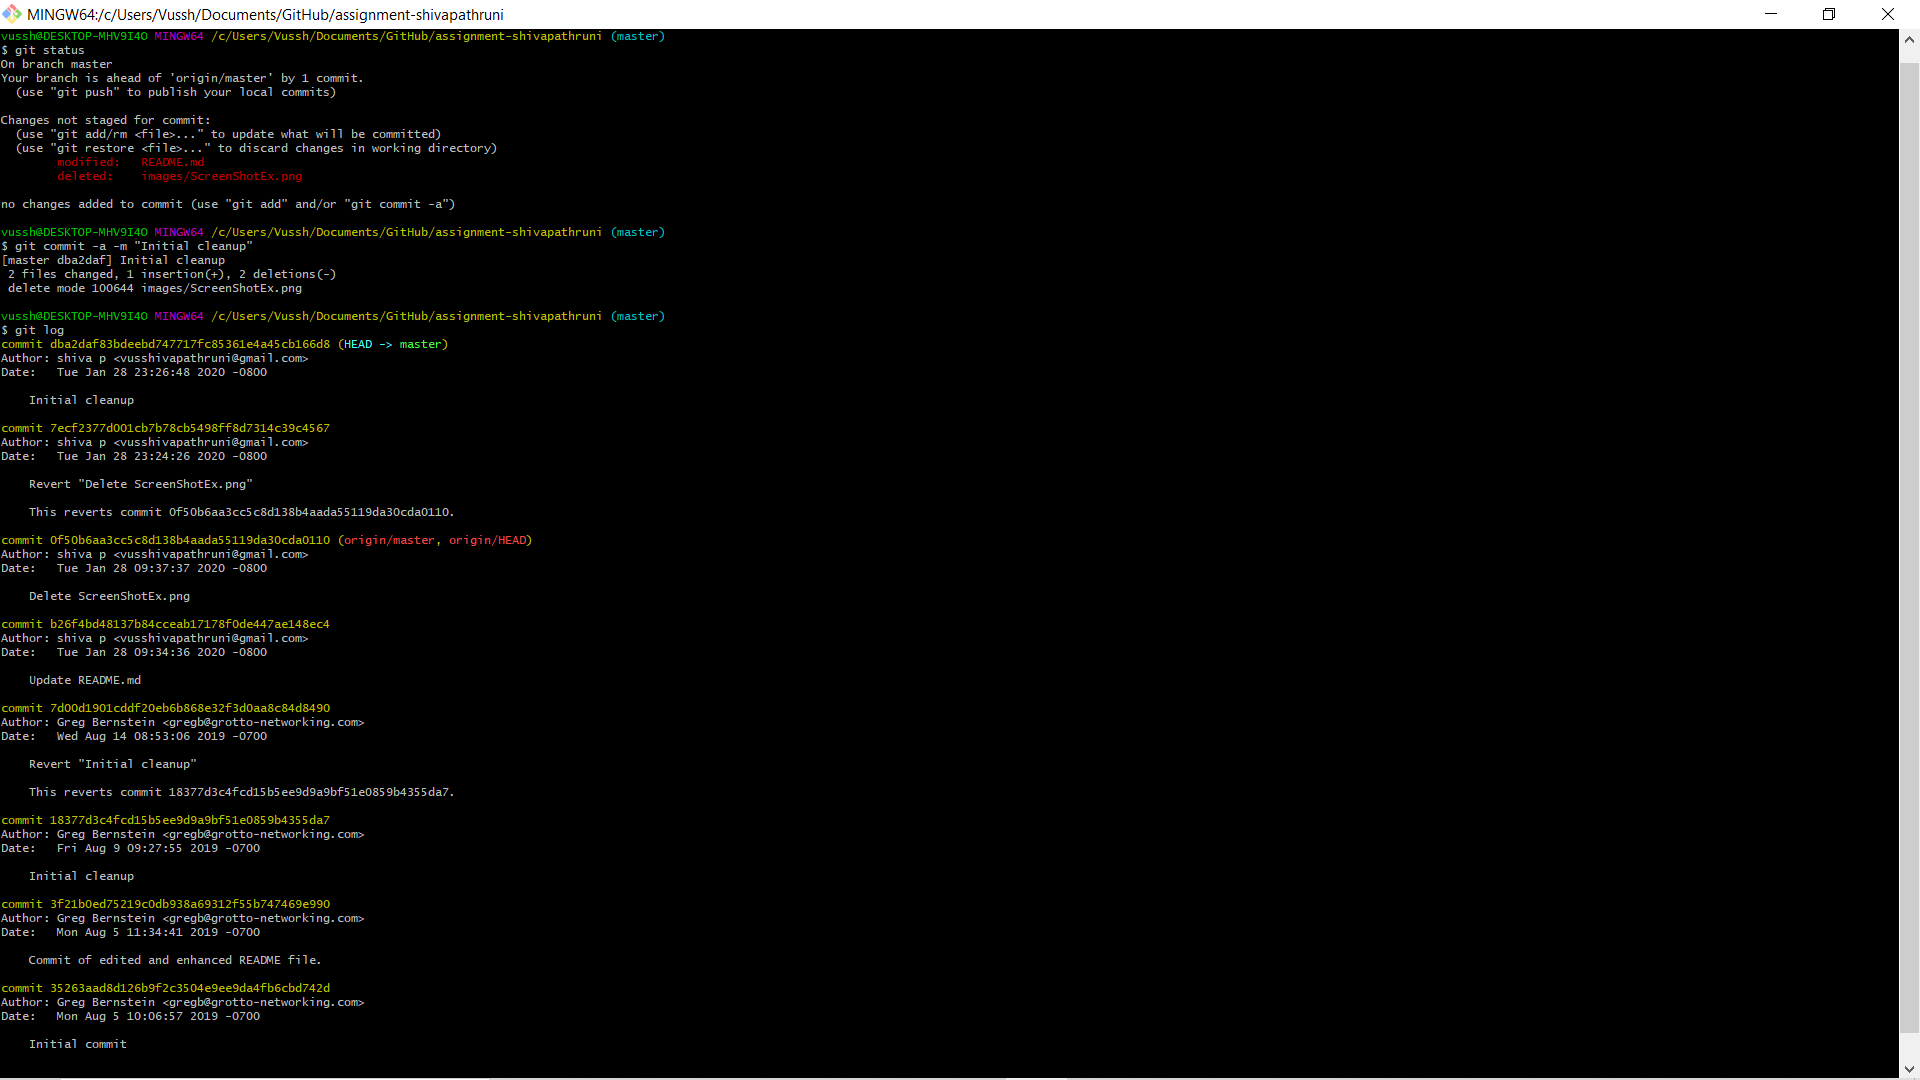 MINGW64:/c/Users/Vussh/Documents/GitHub/assignment-shivapathruni
vussh@DESKTOP-MHV9I4O MINGW64 /c/Users/Vussh/Documents/GitHub/assignment-shivapathruni (master)
$ git status
On branch master
Your branch is ahead of 'origin/master' by 1 commit.
  (use "git push" to publish your local commits)

Changes not staged for commit:
  (use "git add/rm <file>..." to update what will be committed)
  (use "git restore <file>..." to discard changes in working directory)
        modified:   README.md
        deleted:    images/ScreenShotEx.png

no changes added to commit (use "git add" and/or "git commit -a")

vussh@DESKTOP-MHV9I4O MINGW64 /c/Users/Vussh/Documents/GitHub/assignment-shivapathruni (master)
$ git commit -a -m "Initial cleanup"
[master dba2daf] Initial cleanup
 2 files changed, 1 insertion(+), 2 deletions(-)
 delete mode 100644 images/ScreenShotEx.png

vussh@DESKTOP-MHV9I4O MINGW64 /c/Users/Vussh/Documents/GitHub/assignment-shivapathruni (master)
$ git log
commit dba2daf83bdeebd747717fc85361e4a45cb166d8 (HEAD -> master)
Author: shiva p <vusshivapathruni@gmail.com>
Date:   Tue Jan 28 23:26:48 2020 -0800

    Initial cleanup

commit 7ecf2377d001cb7b78cb5498ff8d7314c39c4567
Author: shiva p <vusshivapathruni@gmail.com>
Date:   Tue Jan 28 23:24:26 2020 -0800

    Revert "Delete ScreenShotEx.png"

    This reverts commit 0f50b6aa3cc5c8d138b4aada55119da30cda0110.

commit 0f50b6aa3cc5c8d138b4aada55119da30cda0110 (origin/master, origin/HEAD)
Author: shiva p <vusshivapathruni@gmail.com>
Date:   Tue Jan 28 09:37:37 2020 -0800

    Delete ScreenShotEx.png

commit b26f4bd48137b84cceab17178f0de447ae148ec4
Author: shiva p <vusshivapathruni@gmail.com>
Date:   Tue Jan 28 09:34:36 2020 -0800

    Update README.md

commit 7d00d1901cddf20eb6b868e32f3d0aa8c84d8490
Author: Greg Bernstein <gregb@grotto-networking.com>
Date:   Wed Aug 14 08:53:06 2019 -0700

    Revert "Initial cleanup"

    This reverts commit 18377d3c4fcd15b5ee9d9a9bf51e0859b4355da7.

commit 18377d3c4fcd15b5ee9d9a9bf51e0859b4355da7
Author: Greg Bernstein <gregb@grotto-networking.com>
Date:   Fri Aug 9 09:27:55 2019 -0700

    Initial cleanup

commit 3f21b0ed75219c0db938a69312f55b747469e990
Author: Greg Bernstein <gregb@grotto-networking.com>
Date:   Mon Aug 5 11:34:41 2019 -0700

    Commit of edited and enhanced README file.

commit 35263aad8d126b9f2c3504e9ee9da4fb6cbd742d
Author: Greg Bernstein <gregb@grotto-networking.com>
Date:   Mon Aug 5 10:06:57 2019 -0700

    Initial commit